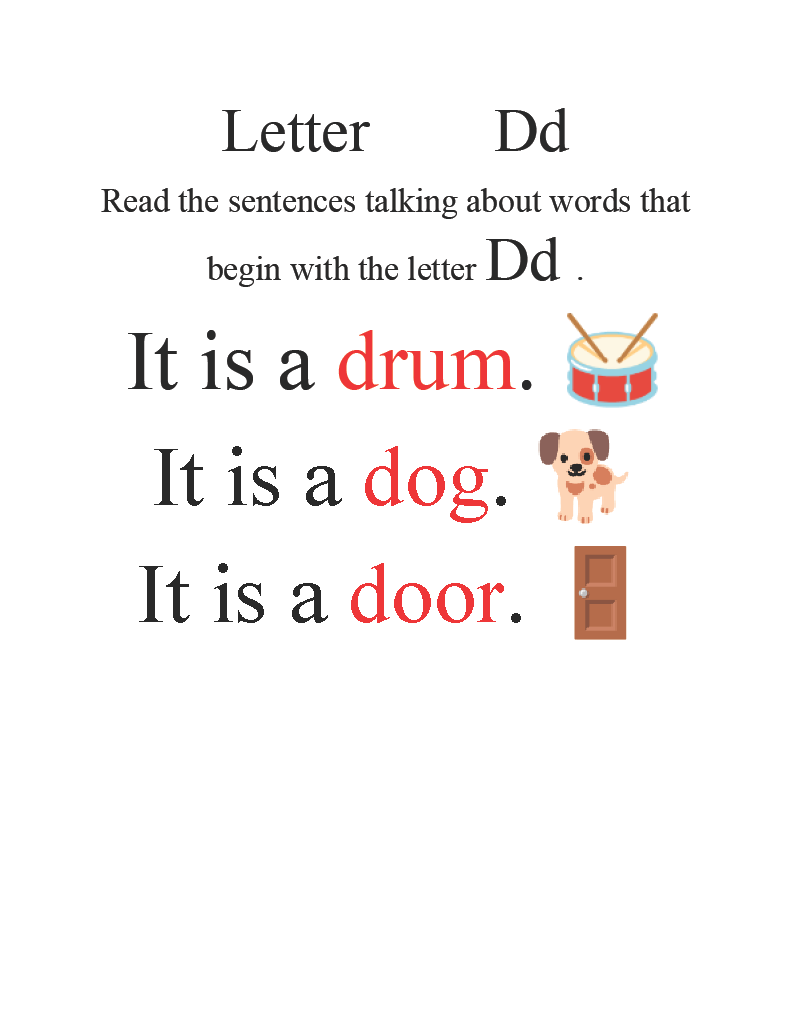 Letter Dd
Read the sentences talking about words that
begin with the letter Dd .
It is a drum.
It is a dog.
It is a door.